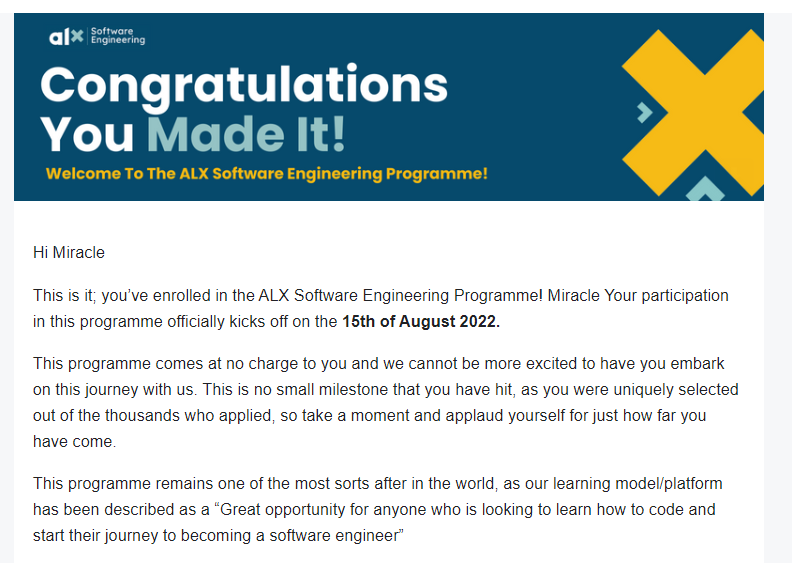 alx Software
Engineering
Congratulations
You Made It!
Welcome To The ALX Software Engineering Programme!
Hi Miracle
This is it; you’ve enrolled in the ALX Software Engineering Programme! Miracle Your participation
in this programme officially kicks off on the 15th of August 2022.
This programme comes at no charge to you and we cannot be more excited to have you embark
on this journey with us. This is no small milestone that you have hit, as you were uniquely selected
out of the thousands who applied, so take a moment and applaud yourself for just how far you
have come.
This programme remains one of the most sorts after in the world, as our learning model/platform
has been described as a “Great opportunity for anyone who is looking to learn how to code and
start their journey to becoming a software engineer”